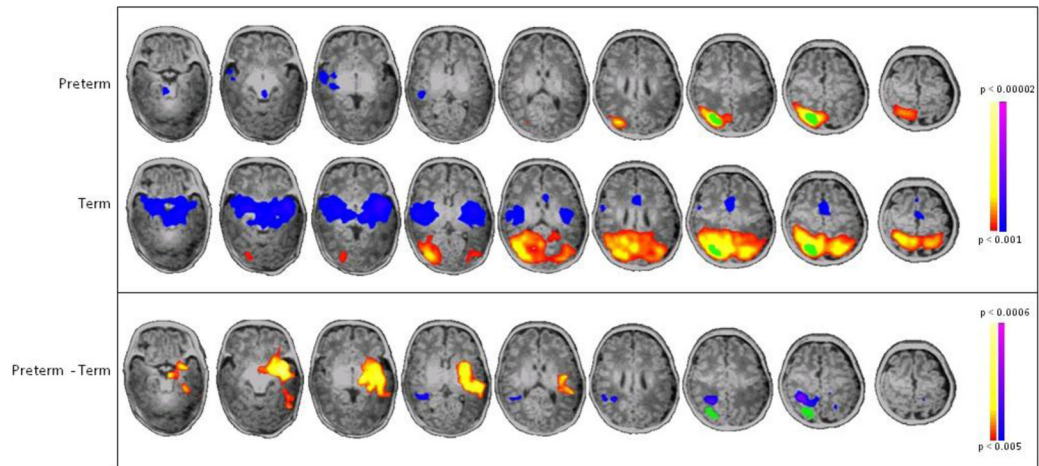 Preterm
p < 0.00002
Term
p < 0.001
p < 0.0006
Preterm - Term
p < 0.005